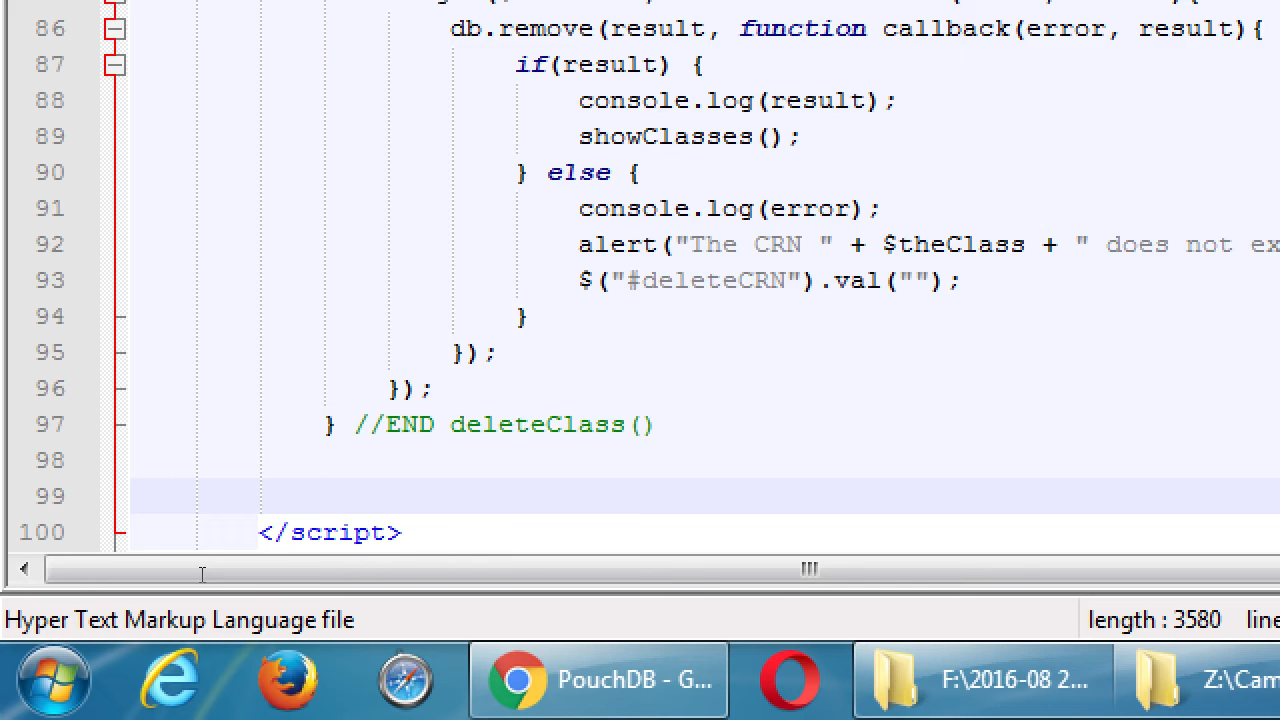 86 db.remove(result, function callback(error, result){
87 if(result) {
88 console.log(result);
89 showClasses();
90 } else {
91 console.log(error);
92 alert("The CRN " + $theClass + " does not ex
93 $("#deleteCRN").val("");
94 }
95 });
96 });
97 } //END deleteClass()
98
99
100 </script>
Hyper Text Markup Language file length : 3580 line
PouchDB - G... F:\2016-08 2... Z:\Cam